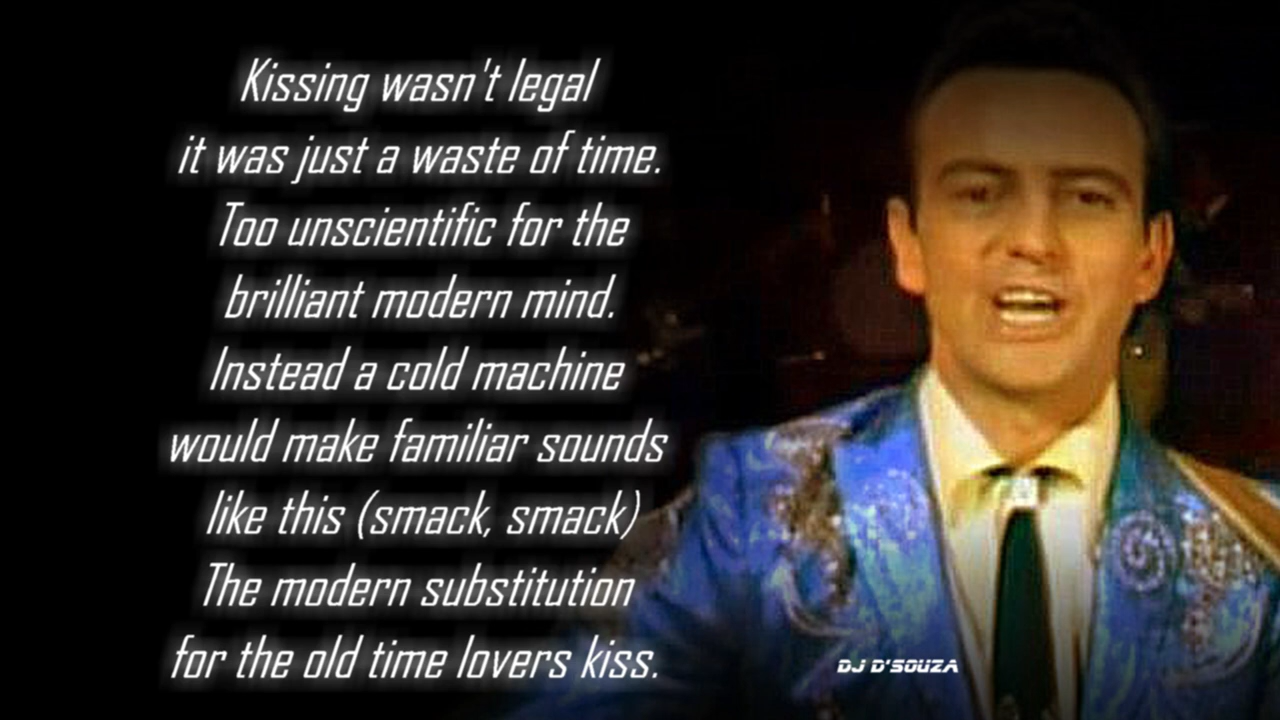 Kissing wasn't legal
it was just a waste of time.
Too unscientific for the
brilliant modern mind.
Instead a cold machine
would make familiar sounds
like this (smack, smack)
The modern substitution
for the old time lovers kiss.
DJ D'SOUZA